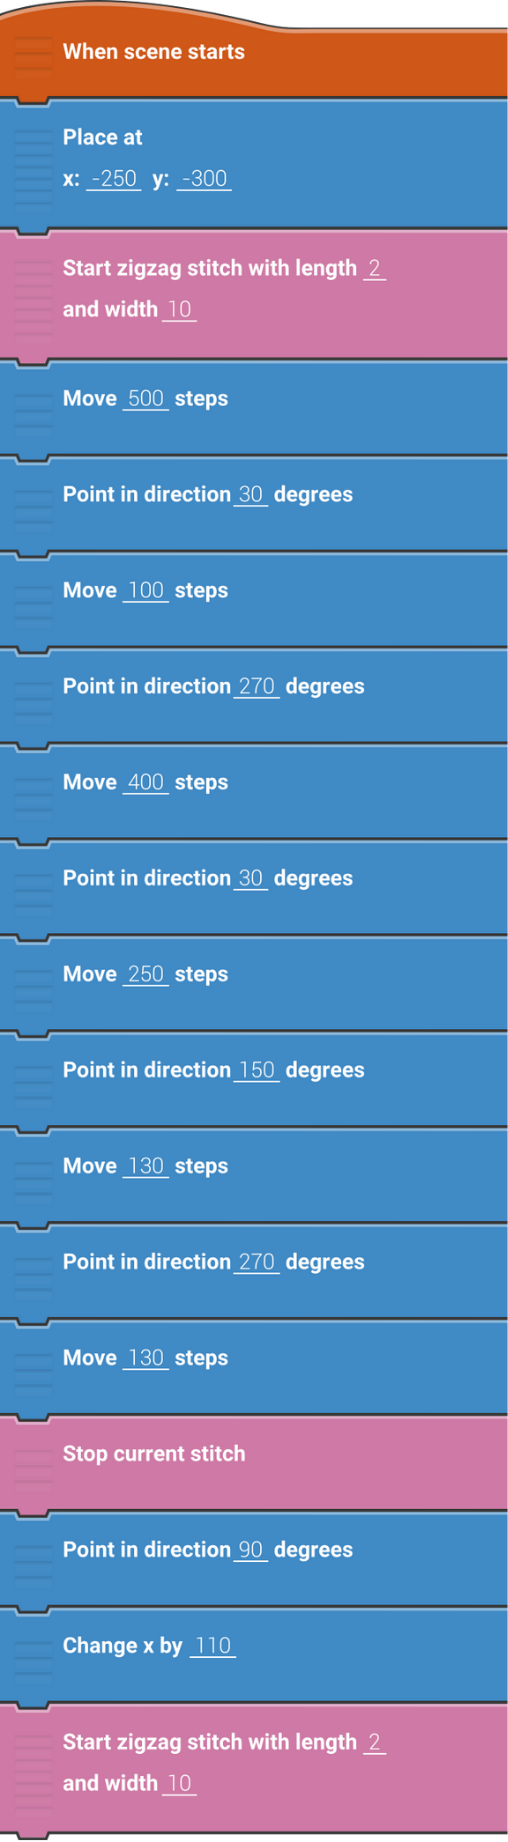 When scene starts
Place at
x: -250 y: -300
Start zigzag stitch with length 2
and width 10
Move 500 steps
Point in direction 30 degrees
Move 100 steps
Point in direction 270 degrees
Move 400 steps
Point in direction 30 degrees
Move 250 steps
Point in direction 150 degrees
Move 130 steps
Point in direction 270 degrees
Move 130 steps
Stop current stitch
Point in direction 90 degrees
Change x by 110
Start zigzag stitch with length 2
and width 10